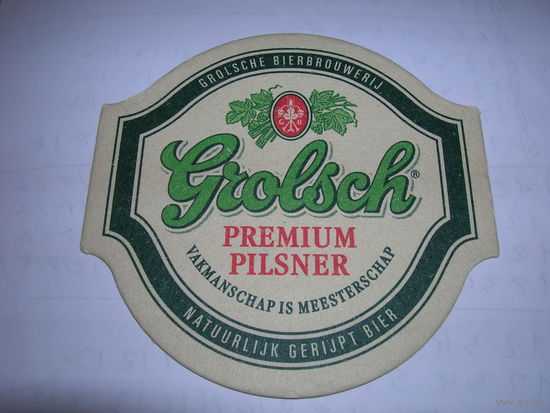 GROLSCHE BIERBROUWERIJ
Grolsch®
PREMIUM
PILSNER
VAKMANSCHAP IS MEESTERSCHAP
NATUURLIJK GERIJPT BIER